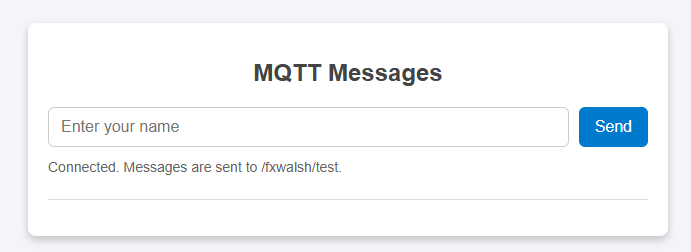 MQTT Messages
Enter your name
Send
Connected. Messages are sent to /fxwalsh/test.